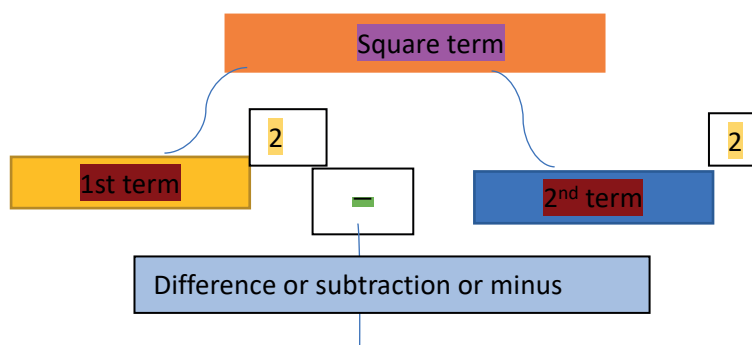 Square term
2
2
1st term
–
2nd term
Difference or subtraction or minus